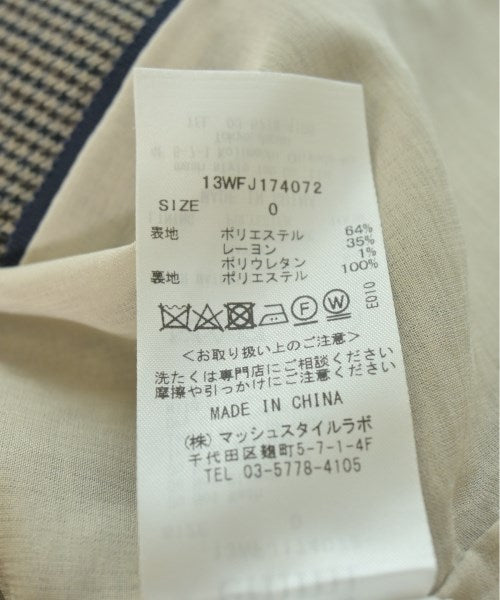 13WFJ174072
SIZE 0
表地 ポリエステル 64%
レーヨン 35%
ポリウレタン 1%
裏地 ポリエステル 100%
F W
E010
<お取り扱い上のご注意>
洗たくは専門店にご相談ください
摩擦や引っかけにご注意ください
MADE IN CHINA
(株) マッシュスタイルラボ
千代田区麹町5-7-1-4F
TEL 03-5778-4105